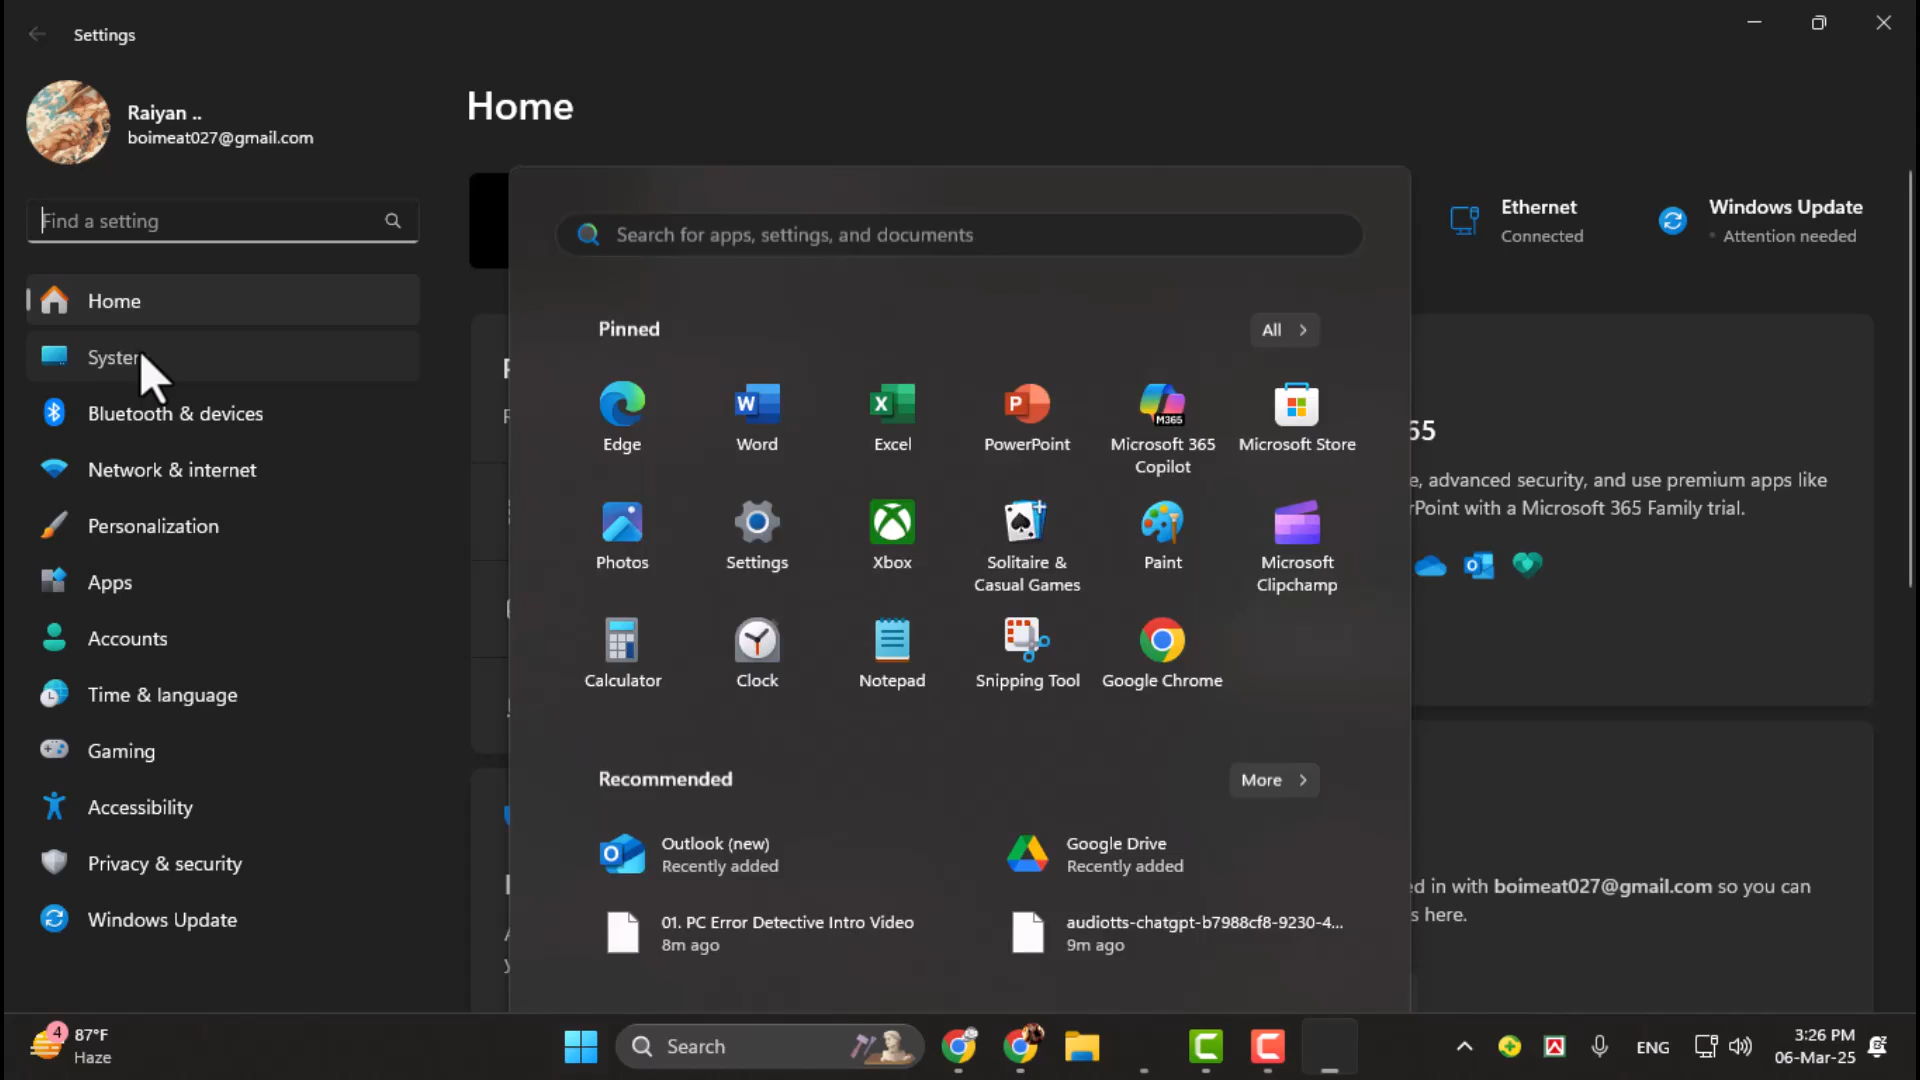 Settings
Raiyan ..
boimeat027@gmail.com
Find a setting
Home
System
Bluetooth & devices
Network & internet
Personalization
Apps
Accounts
Time & language
Gaming
Accessibility
Privacy & security
Windows Update
Home
Ethernet
Connected
Windows Update
Attention needed
Search for apps, settings, and documents
Pinned
All
Edge
Word
Excel
PowerPoint
M365
Microsoft 365
Copilot
Microsoft Store
Photos
Settings
Xbox
Solitaire &
Casual Games
Paint
Microsoft
Clipchamp
Calculator
Clock
Notepad
Snipping Tool
Google Chrome
Recommended
More
Outlook (new)
Recently added
Google Drive
Recently added
01. PC Error Detective Intro Video
8m ago
audiotts-chatgpt-b7988cf8-9230-4...
9m ago
65
e, advanced security, and use premium apps like
rPoint with a Microsoft 365 Family trial.
ed in with boimeat027@gmail.com so you can
s here.
4
87°F
Haze
Search
ENG
3:26 PM
06-Mar-25